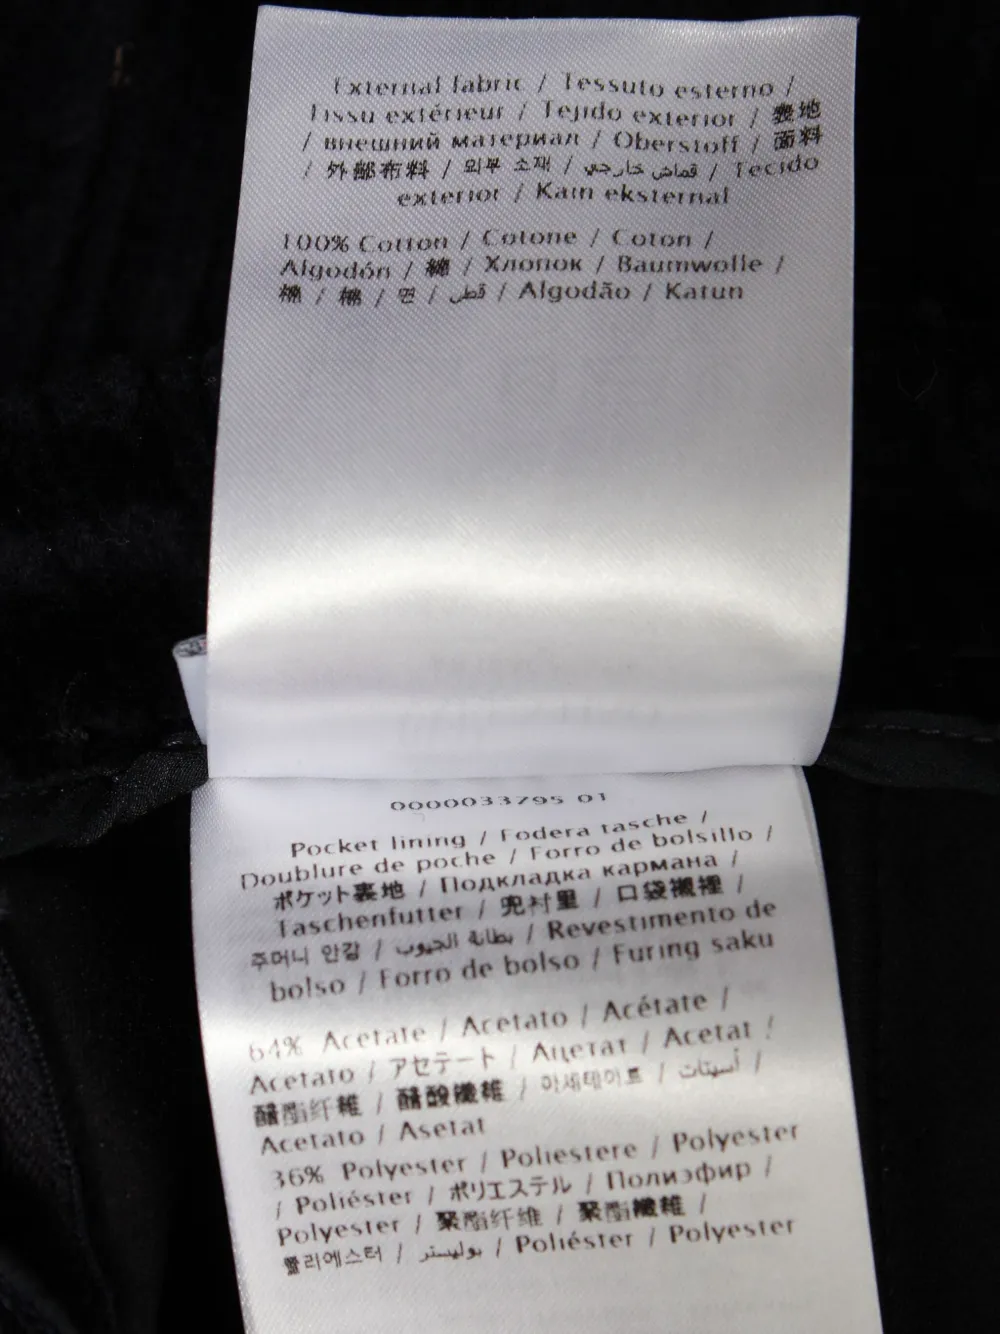 External fabric / Tessuto esterno /
Tissu extérieur / Tejido exterior / 表地
/ внешний материал / Oberstoff / 面料
/ 外部布料 / 외부 소재 / قماش خارجي / Tecido
exterior / Kain eksternal
100% Cotton / Cotone / Coton /
Algodón / 綿 / Хлопок / Baumwolle /
棉 / 棉 / 면 / قطن / Algodão / Katun
0000033795 01
Pocket lining / Fodera tasche /
Doublure de poche / Forro de bolsillo /
ポケット裏地 / Подкладка кармана /
Taschenfutter / 兜衬里 / 口袋襯裡 /
주머니 안감 / بطانة الجيوب / Revestimento de
bolso / Forro de bolso / Furing saku
64% Acetate / Acetato / Acétate /
Acetato / アセテート / Ацетат / Acetat /
醋酯纤维 / 醋酸纖維 / 아세테이트 / أسيتات /
Acetato / Asetat
36% Polyester / Poliestere / Polyester
/ Poliéster / ポリエステル / Полиэфир /
Polyester / 聚酯纤维 / 聚酯纖維 /
폴리에스터 / بوليستر / Poliéster / Polyester